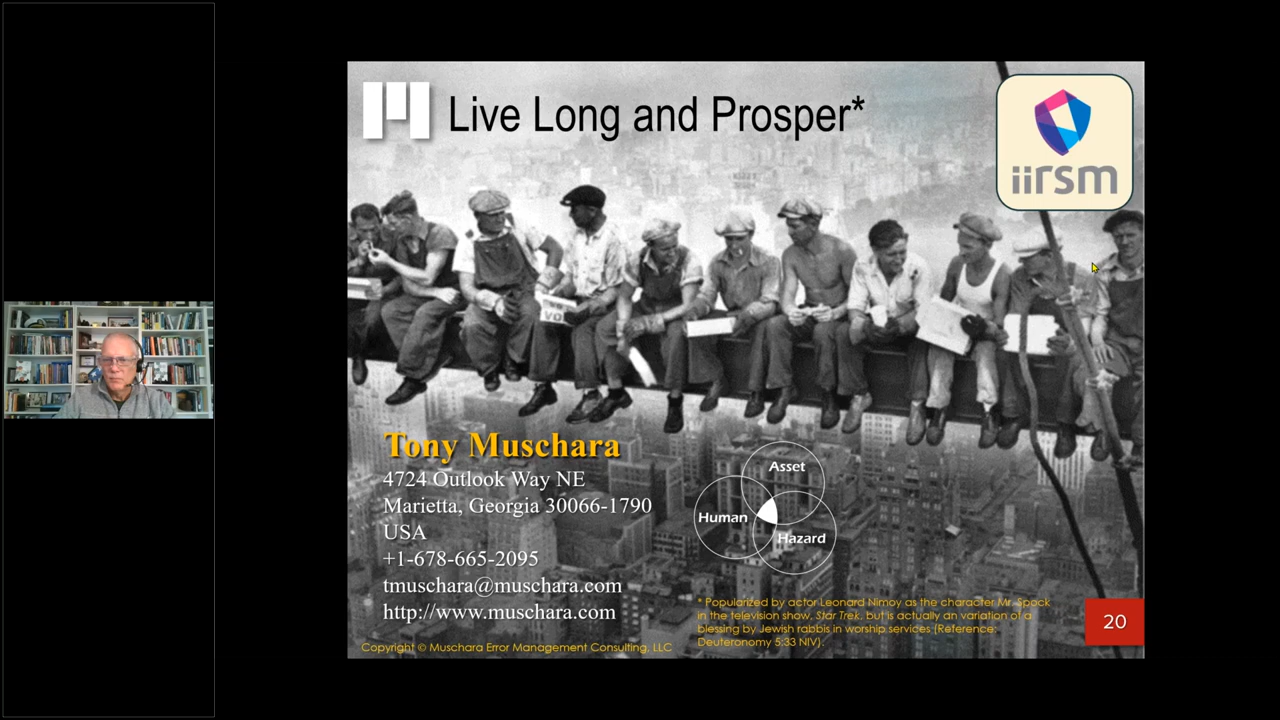 Live Long and Prosper*
iirsm
VO
Tony Muschara
4724 Outlook Way NE
Marietta, Georgia 30066-1790
USA
+1-678-665-2095
tmuschara@muschara.com
http://www.muschara.com
Asset
Human
Hazard
* Popularized by actor Leonard Nimoy as the character Mr. Spock
in the television show, Star Trek, but is actually an variation of a
blessing by Jewish rabbis in worship services (Reference:
Deuteronomy 5:33 NIV).
20
Copyright © Muschara Error Management Consulting, LLC